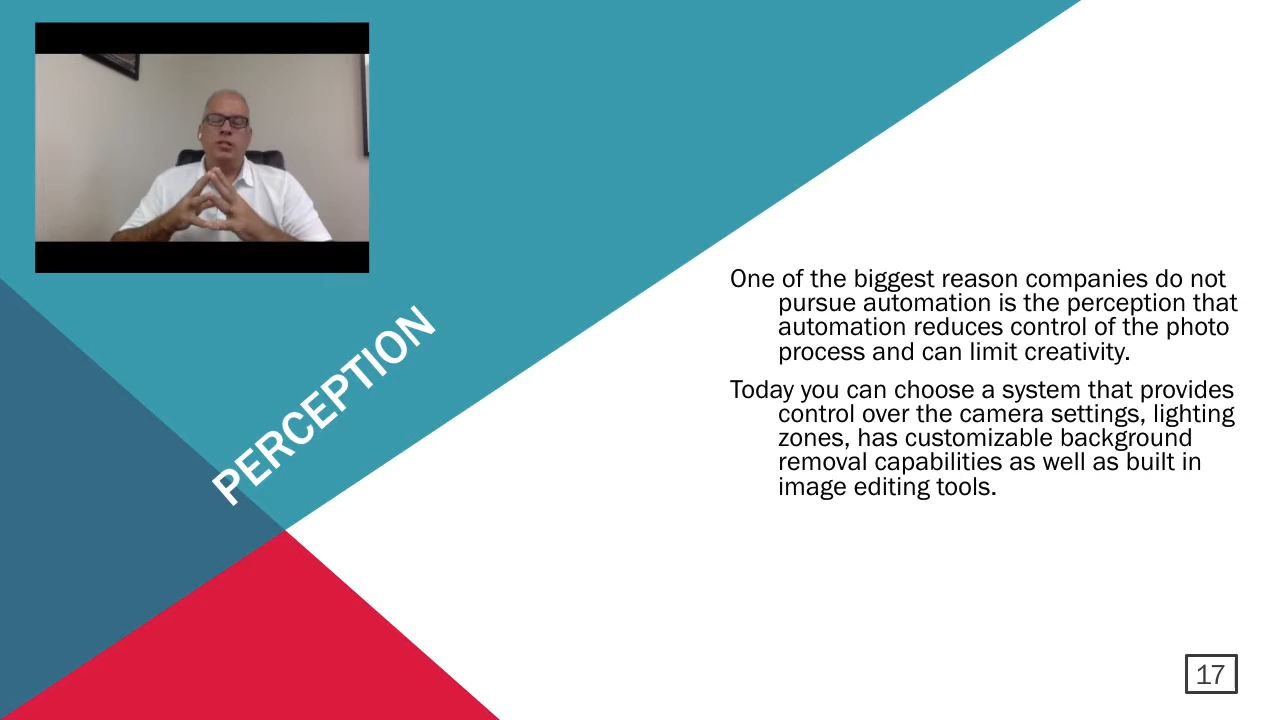 PERCEPTION
One of the biggest reason companies do not
pursue automation is the perception that
automation reduces control of the photo
process and can limit creativity.
Today you can choose a system that provides
control over the camera settings, lighting
zones, has customizable background
removal capabilities as well as built in
image editing tools.
17